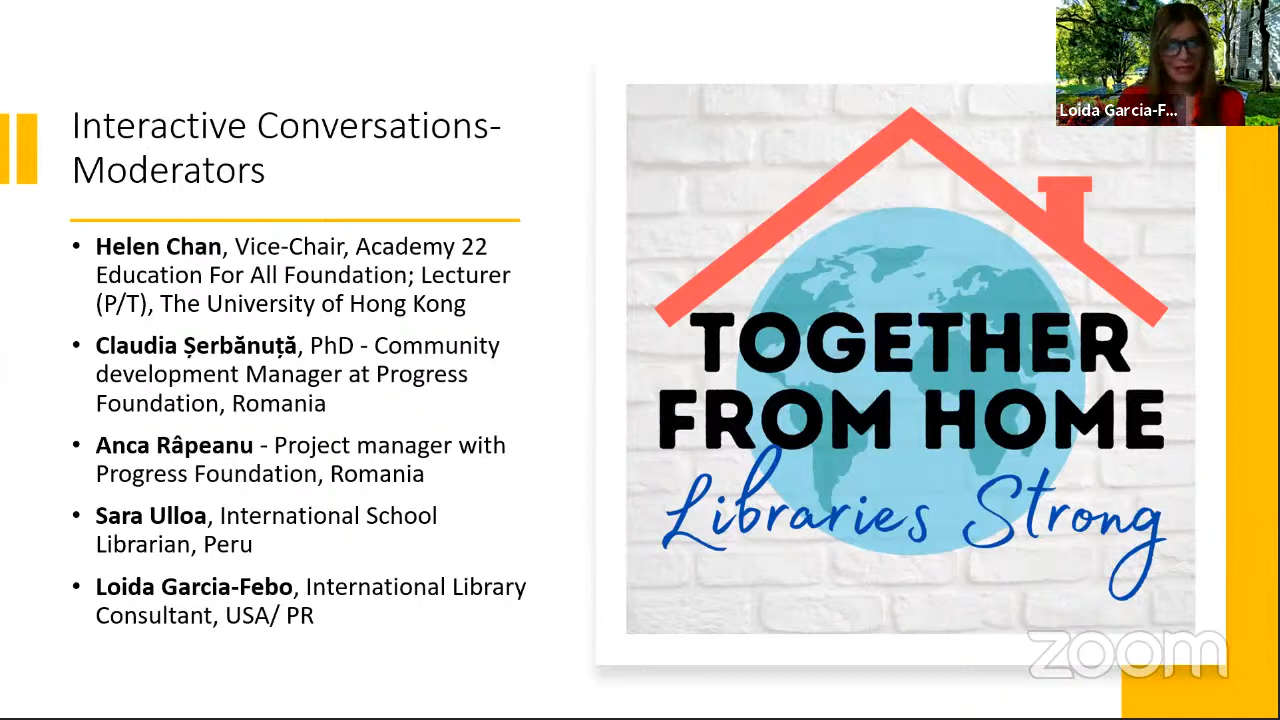 Interactive Conversations-
Moderators
• Helen Chan, Vice-Chair, Academy 22
Education For All Foundation; Lecturer
(P/T), The University of Hong Kong
• Claudia Șerbănuță, PhD - Community
development Manager at Progress
Foundation, Romania
• Anca Râpeanu - Project manager with
Progress Foundation, Romania
• Sara Ulloa, International School
Librarian, Peru
• Loida Garcia-Febo, International Library
Consultant, USA/ PR
TOGETHER
FROM HOME
Libraries Strong
Loida Garcia-F...
zoom